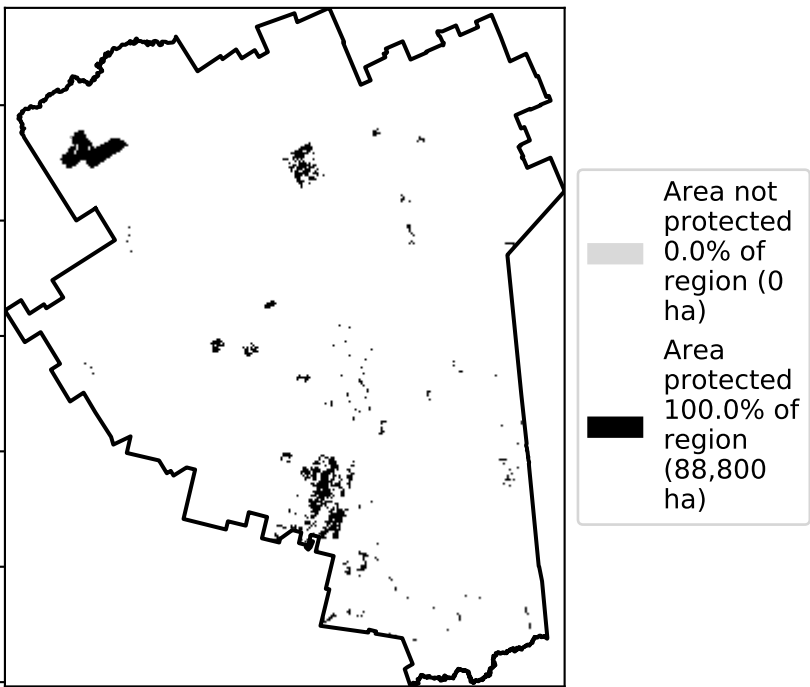 Area not
protected
0.0% of
region (0
ha)
Area
protected
100.0% of
region
(88,800
ha)